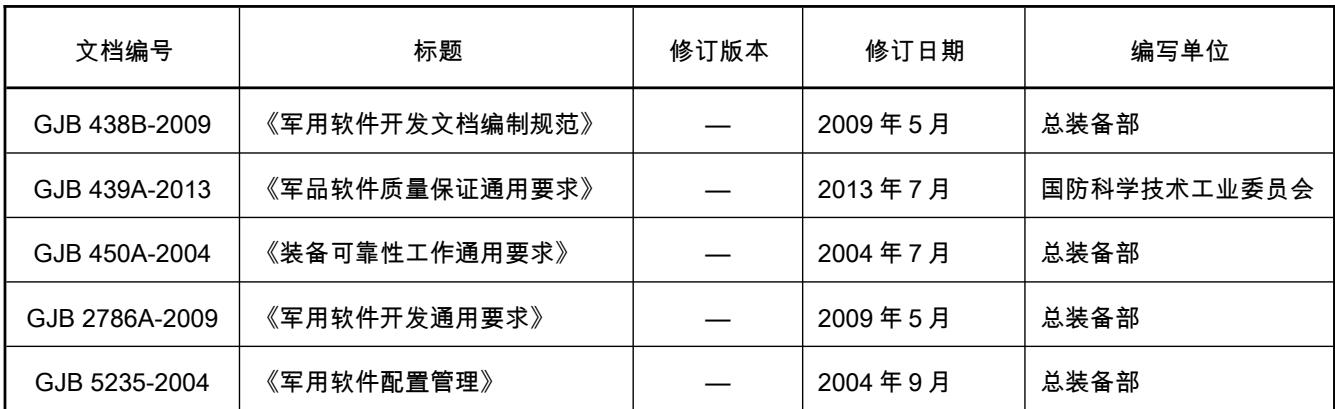 文档编号 标题 修订版本 修订日期 编写单位
GJB 438B-2009 《军用软件开发文档编制规范》 — 2009 年 5 月 总装备部
GJB 439A-2013 《军品软件质量保证通用要求》 — 2013 年 7 月 国防科学技术工业委员会
GJB 450A-2004 《装备可靠性工作通用要求》 — 2004 年 7 月 总装备部
GJB 2786A-2009 《军用软件开发通用要求》 — 2009 年 5 月 总装备部
GJB 5235-2004 《军用软件配置管理》 — 2004 年 9 月 总装备部